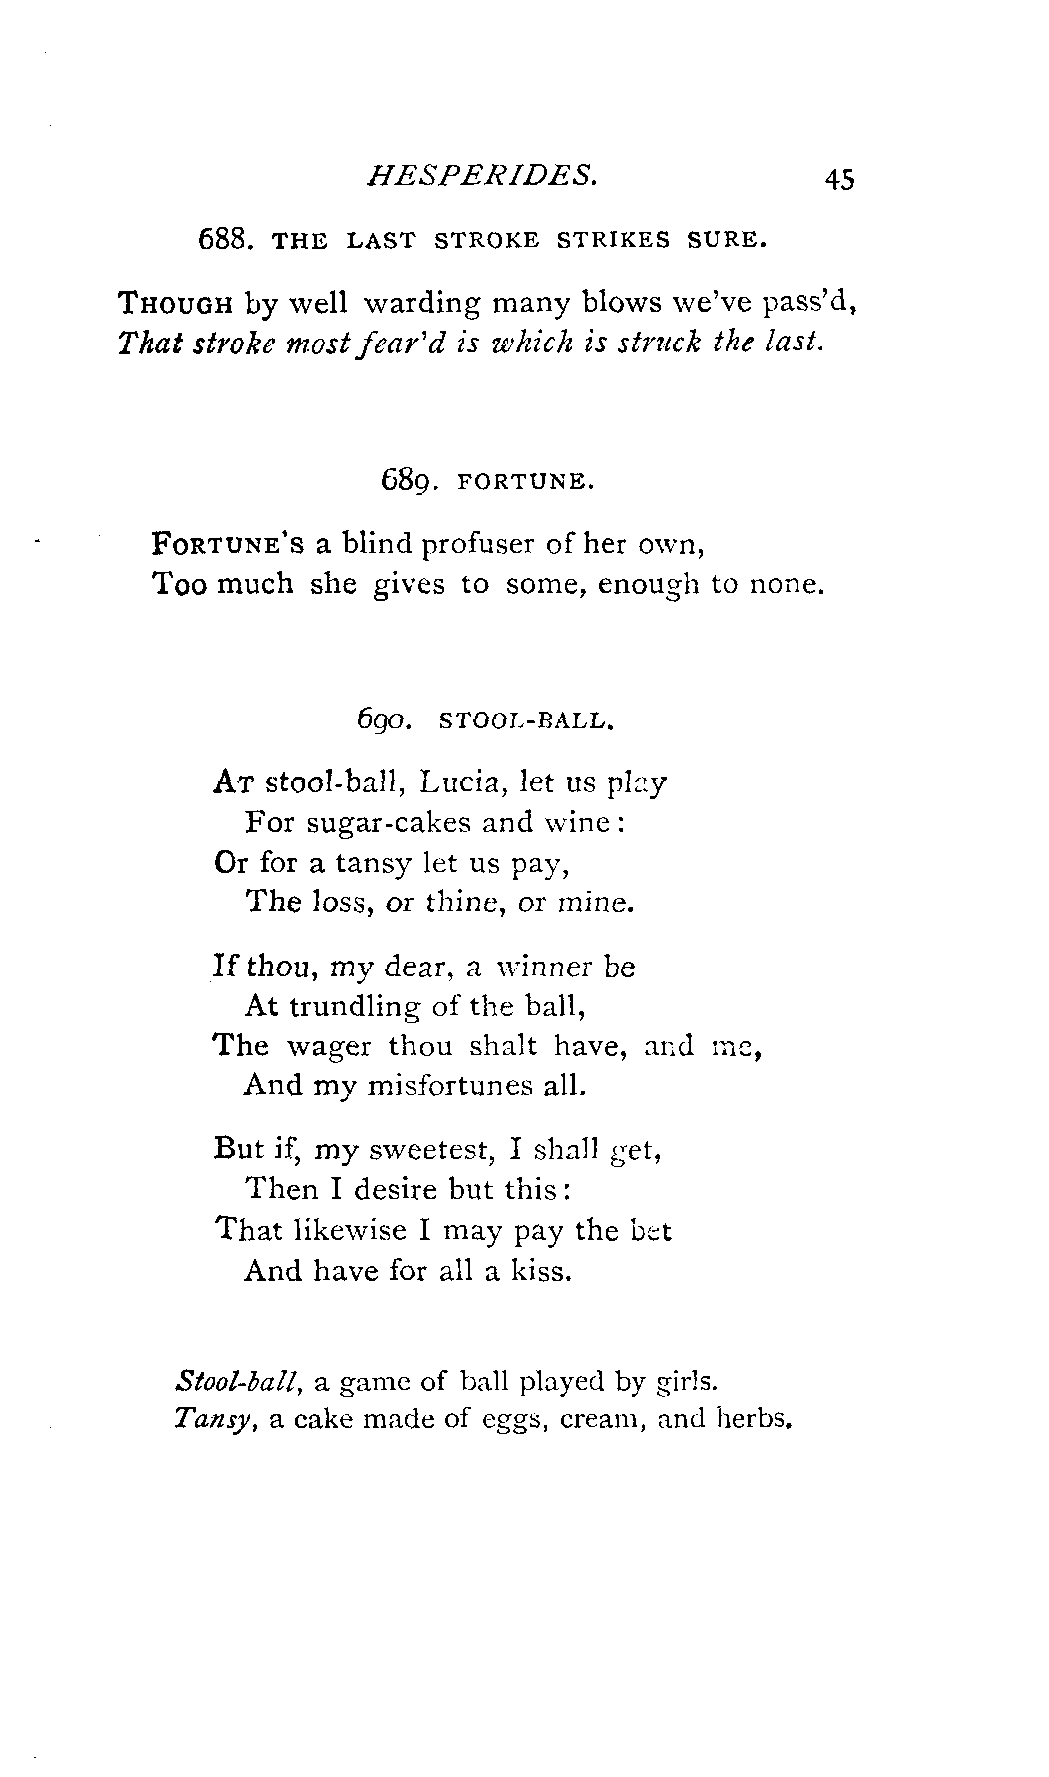 HESPERIDES. 45
688. THE LAST STROKE STRIKES SURE.
THOUGH by well warding many blows we've pass'd,
That stroke most fear'd is which is struck the last.
689. FORTUNE.
FORTUNE'S a blind profuser of her own,
Too much she gives to some, enough to none.
690. STOOL-BALL.
AT stool-ball, Lucia, let us play
For sugar-cakes and wine:
Or for a tansy let us pay,
The loss, or thine, or mine.
If thou, my dear, a winner be
At trundling of the ball,
The wager thou shalt have, and me,
And my misfortunes all.
But if, my sweetest, I shall get,
Then I desire but this:
That likewise I may pay the bet
And have for all a kiss.
Stool-ball, a game of ball played by girls.
Tansy, a cake made of eggs, cream, and herbs.